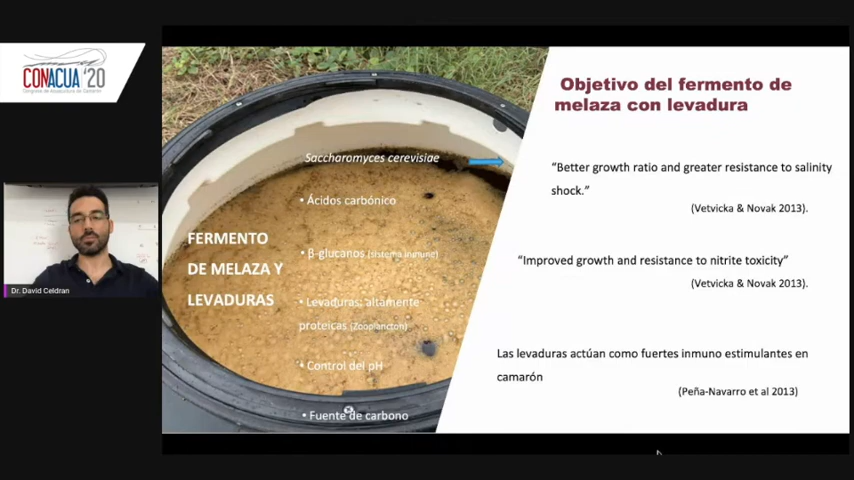 CONACUA '20
Congreso de Acuacultura de Camarón
Dr. David Celdran
FERMENTO
DE MELAZA Y
LEVADURAS
Saccharomyces cerevisiae
• Ácidos carbónico
• β-glucanos (sistema inmune)
• Levaduras; altamente
proteicas (Zooplancton)
• Control del pH
• Fuente de carbono
Objetivo del fermento de
melaza con levadura
“Better growth ratio and greater resistance to salinity
shock.”
(Vetvicka & Novak 2013).
“Improved growth and resistance to nitrite toxicity”
(Vetvicka & Novak 2013).
Las levaduras actúan como fuertes inmuno estimulantes en
camarón
(Peña-Navarro et al 2013)